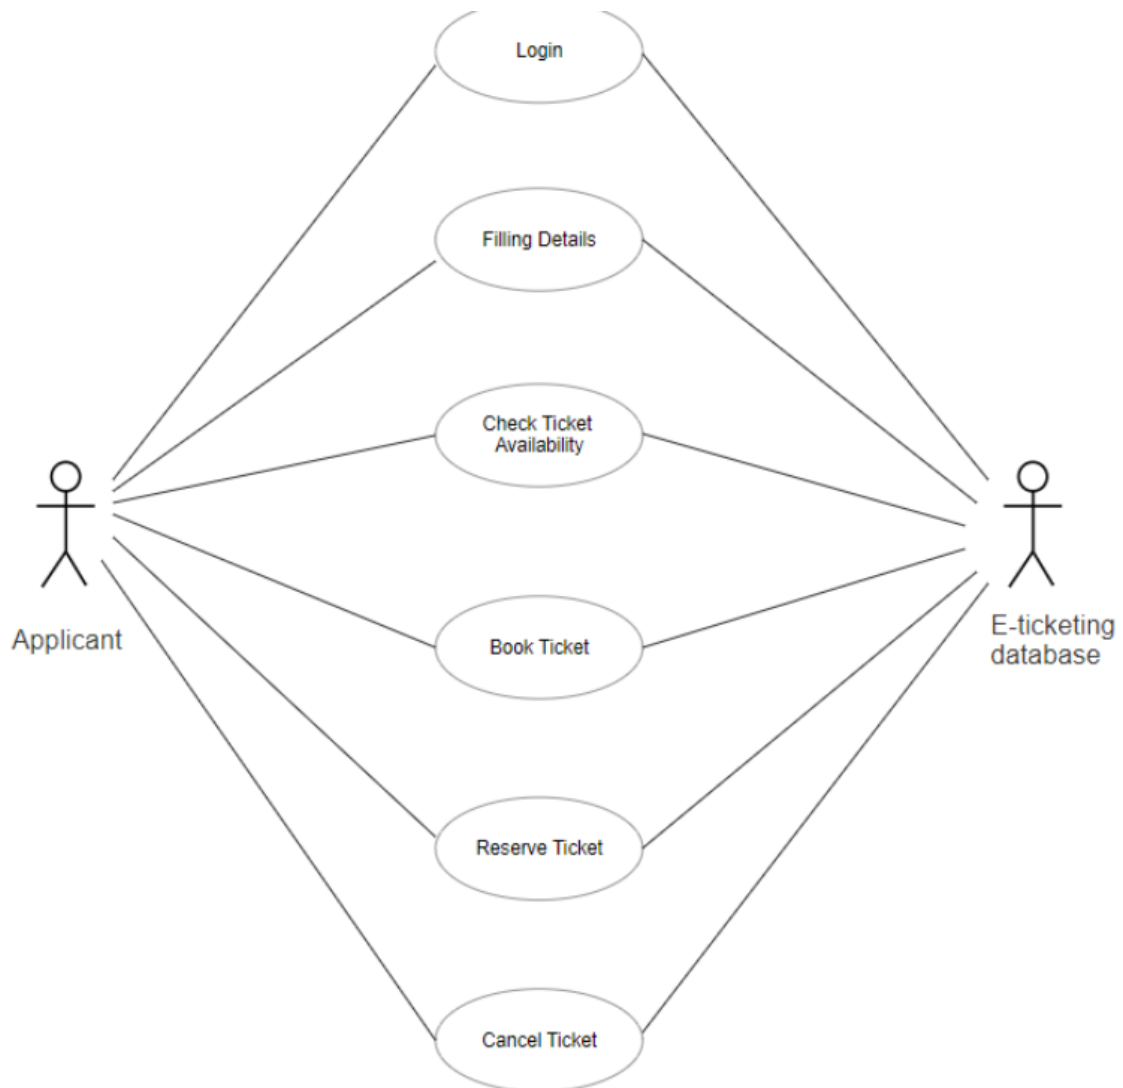 Login
Filling Details
Check Ticket
Availability
Applicant
E-ticketing
database
Book Ticket
Reserve Ticket
Cancel Ticket